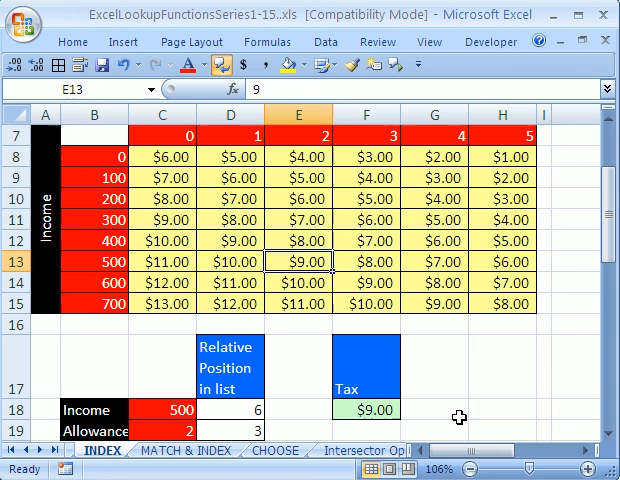 ExcelLookupFunctionsSeries1-15..xls [Compatibility Mode] - Microsoft Excel
Home Insert Page Layout Formulas Data Review View Developer
E13 fx 9
A B C D E F G H I
7 0 1 2 3 4 5
8 0 $6.00 $5.00 $4.00 $3.00 $2.00 $1.00
9 100 $7.00 $6.00 $5.00 $4.00 $3.00 $2.00
10 200 $8.00 $7.00 $6.00 $5.00 $4.00 $3.00
11 300 $9.00 $8.00 $7.00 $6.00 $5.00 $4.00
12 400 $10.00 $9.00 $8.00 $7.00 $6.00 $5.00
13 500 $11.00 $10.00 $9.00 $8.00 $7.00 $6.00
14 600 $12.00 $11.00 $10.00 $9.00 $8.00 $7.00
15 700 $13.00 $12.00 $11.00 $10.00 $9.00 $8.00
Income
16
Relative
Position
17 in list Tax
18 Income 500 6 $9.00
19 Allowance 2 3
INDEX MATCH & INDEX CHOOSE Intersector Op
Ready 106%